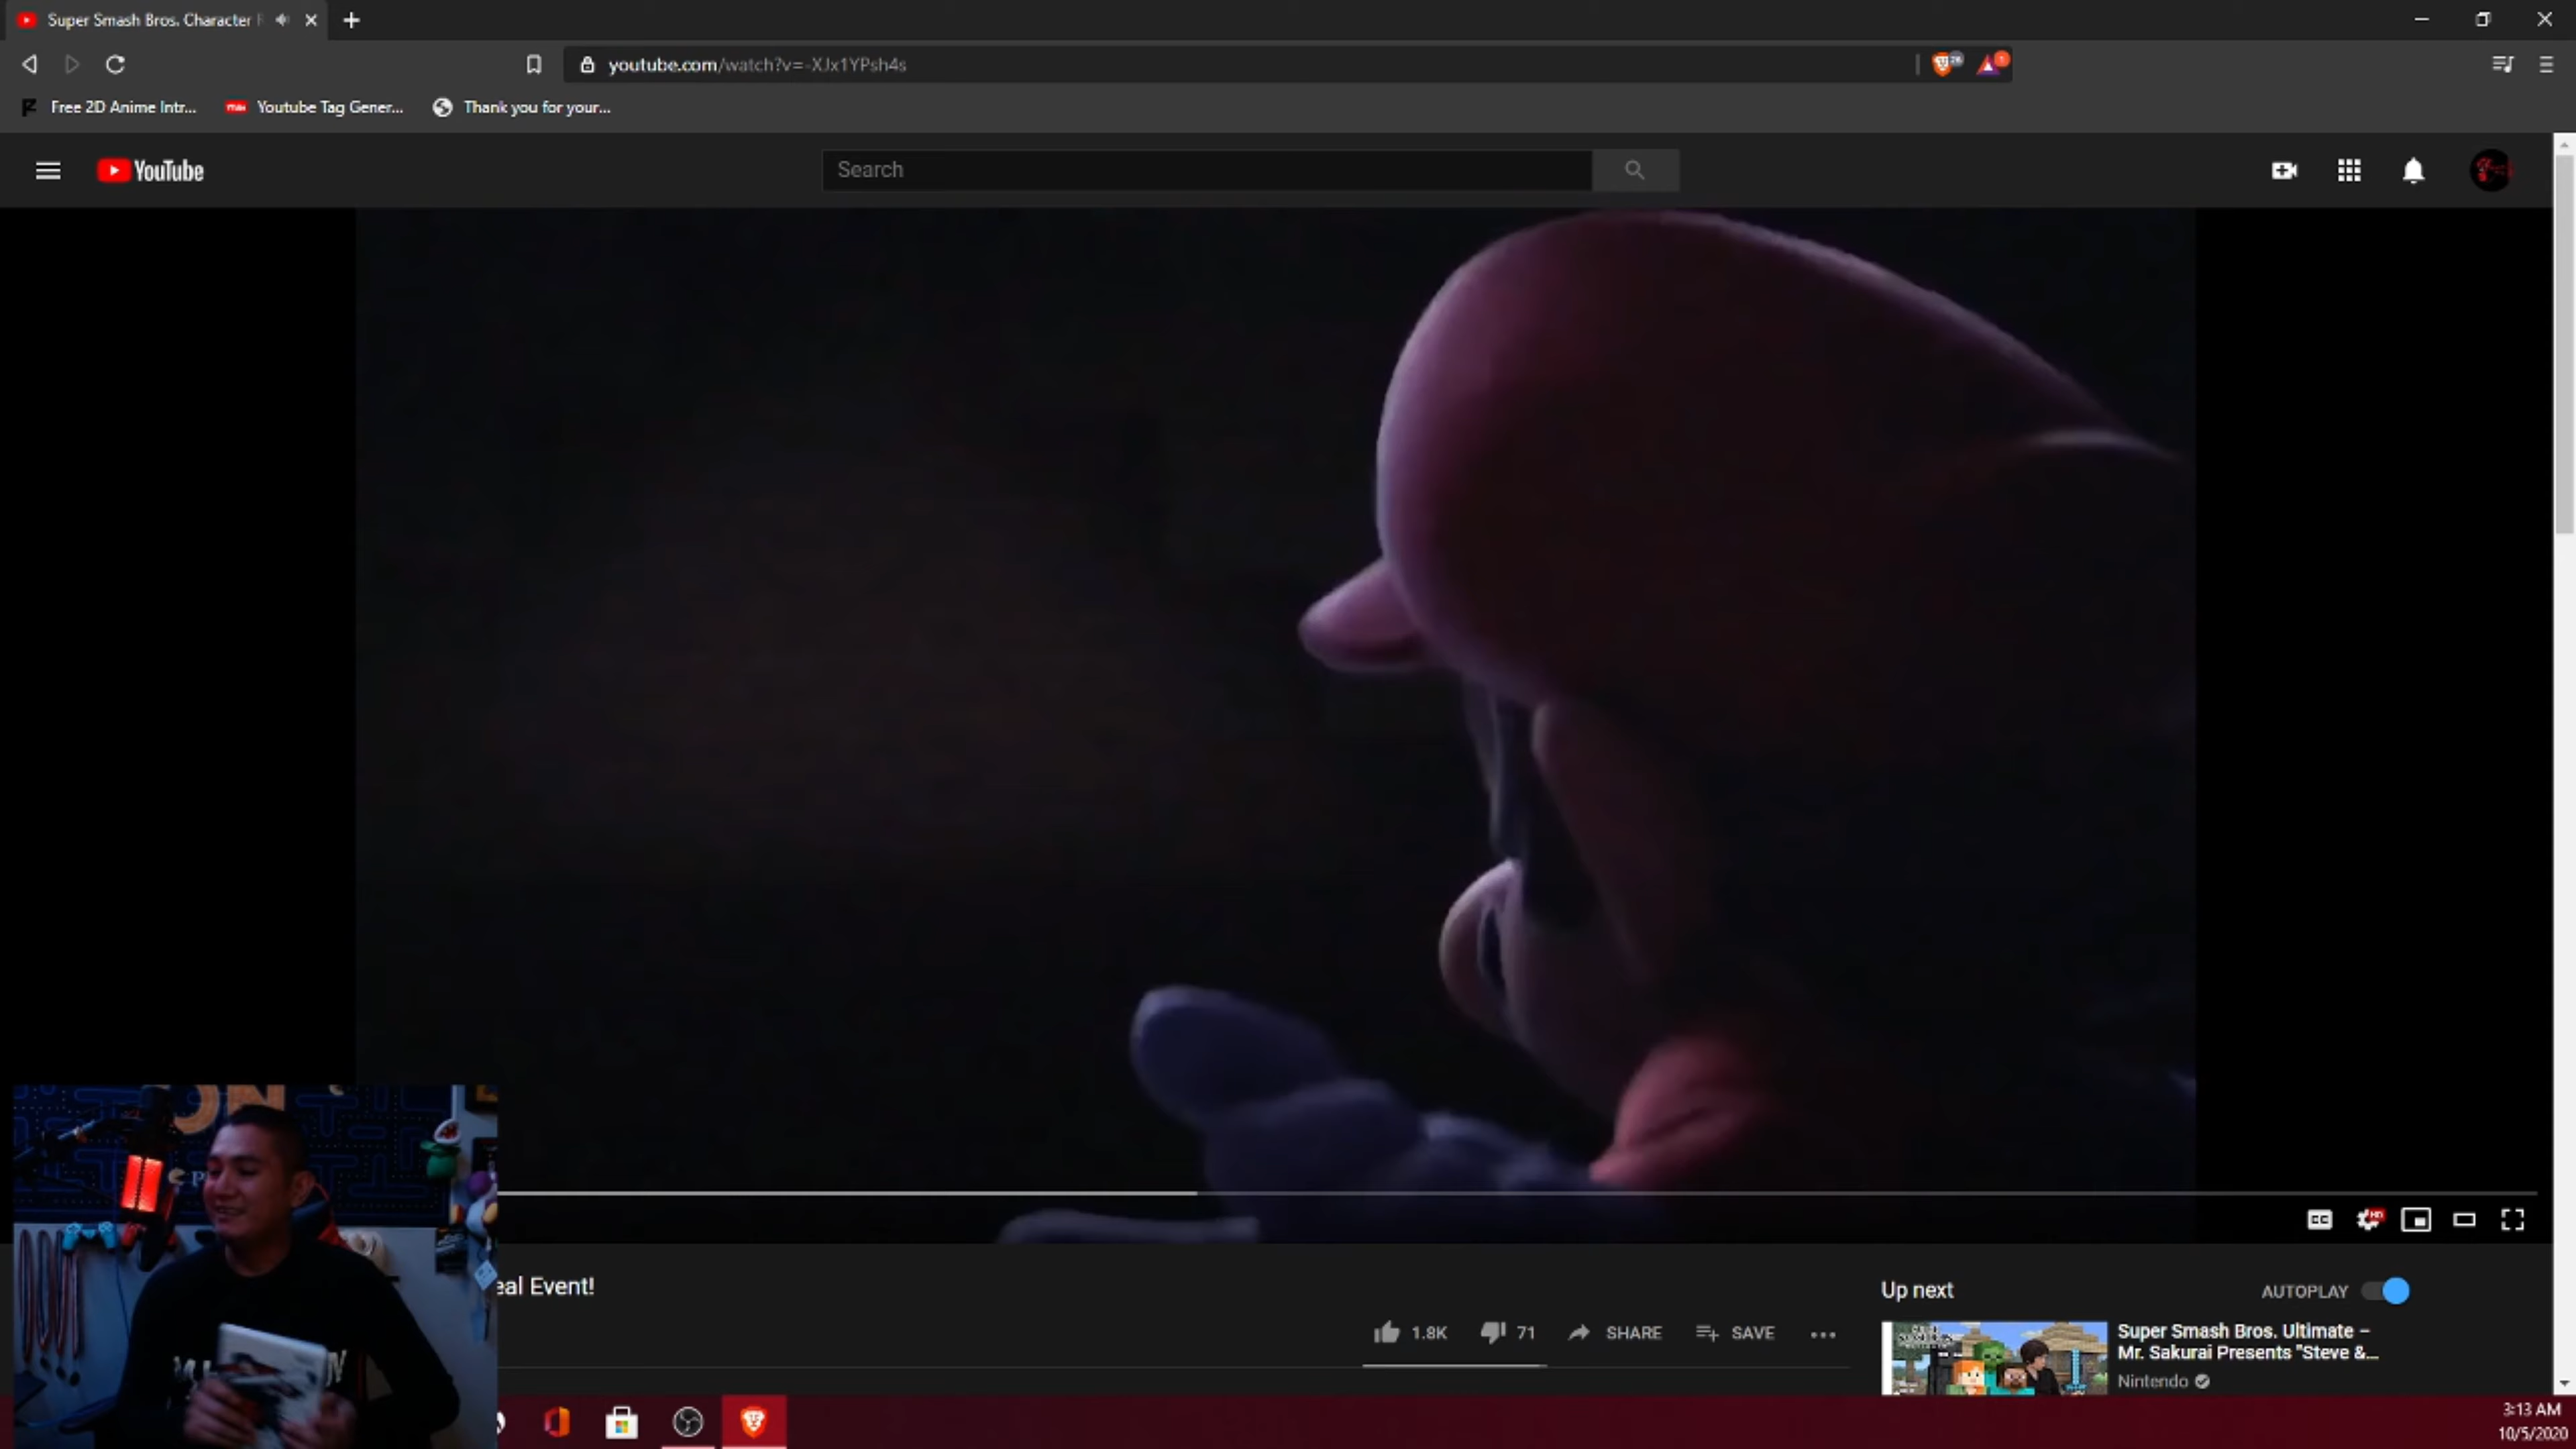 Super Smash Bros. Character
youtube.com/watch?v=-XJx1YPsh4s
Free 2D Anime Intr...
Youtube Tag Gener...
Thank you for your...
YouTube
Search
ON
eal Event!
1.8K
71
SHARE
SAVE
Up next
AUTOPLAY
Super Smash Bros. Ultimate –
Mr. Sakurai Presents "Steve &...
Nintendo
3:13 AM
10/5/2020